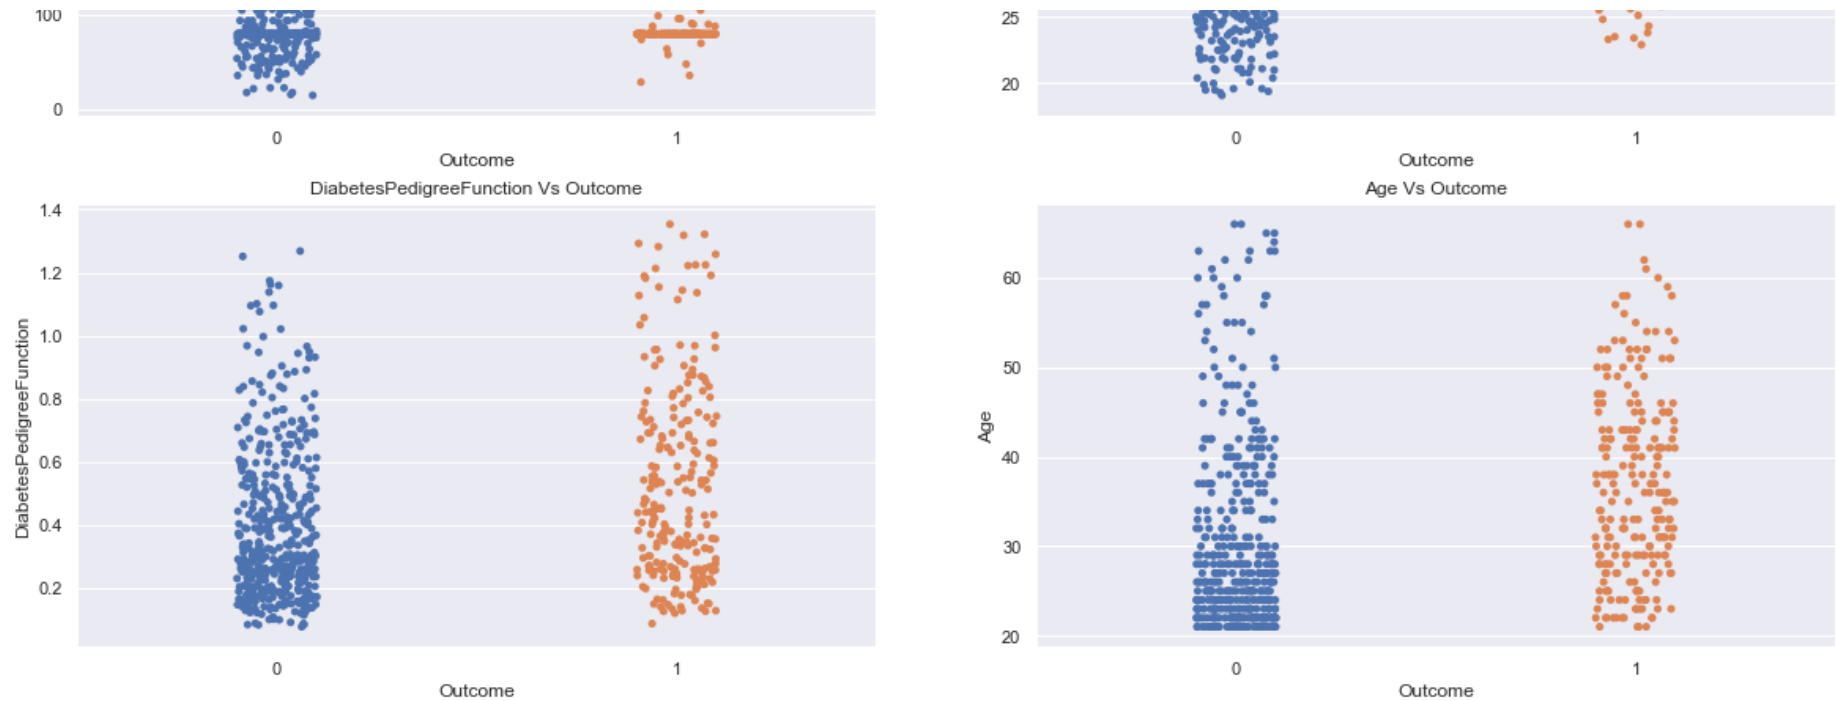 100
0
0 1
Outcome
25
20
0 1
Outcome
DiabetesPedigreeFunction Vs Outcome
DiabetesPedigreeFunction
1.4
1.2
1.0
0.8
0.6
0.4
0.2
0 1
Outcome
Age Vs Outcome
Age
60
50
40
30
20
0 1
Outcome